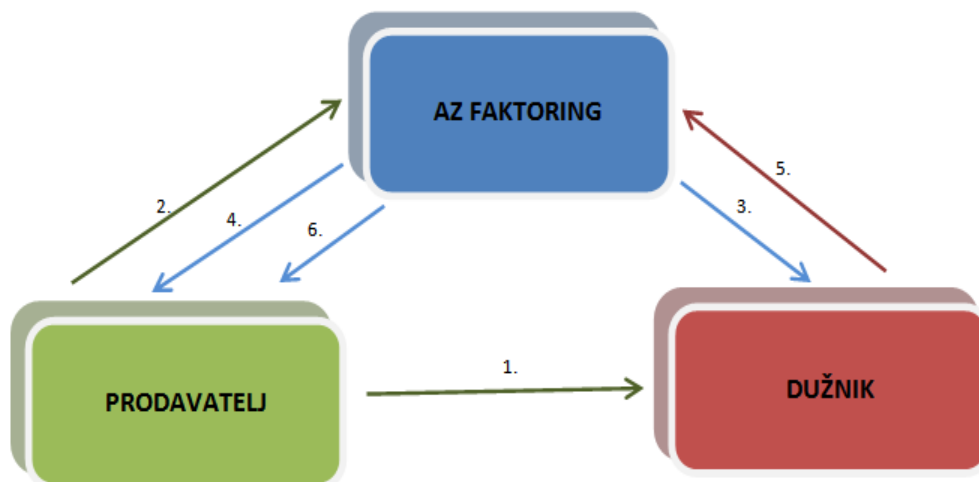 AZ FAKTORING
2.
4.
6.
3.
5.
1.
PRODAVATELJ
DUŽNIK